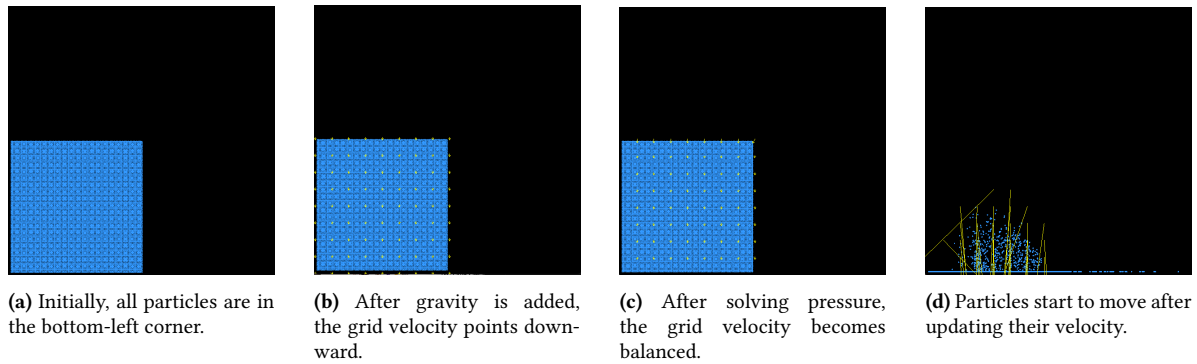 (a) Initially, all particles are in
the bottom-left corner.
(b) After gravity is added,
the grid velocity points down-
ward.
(c) After solving pressure,
the grid velocity becomes
balanced.
(d) Particles start to move after
updating their velocity.